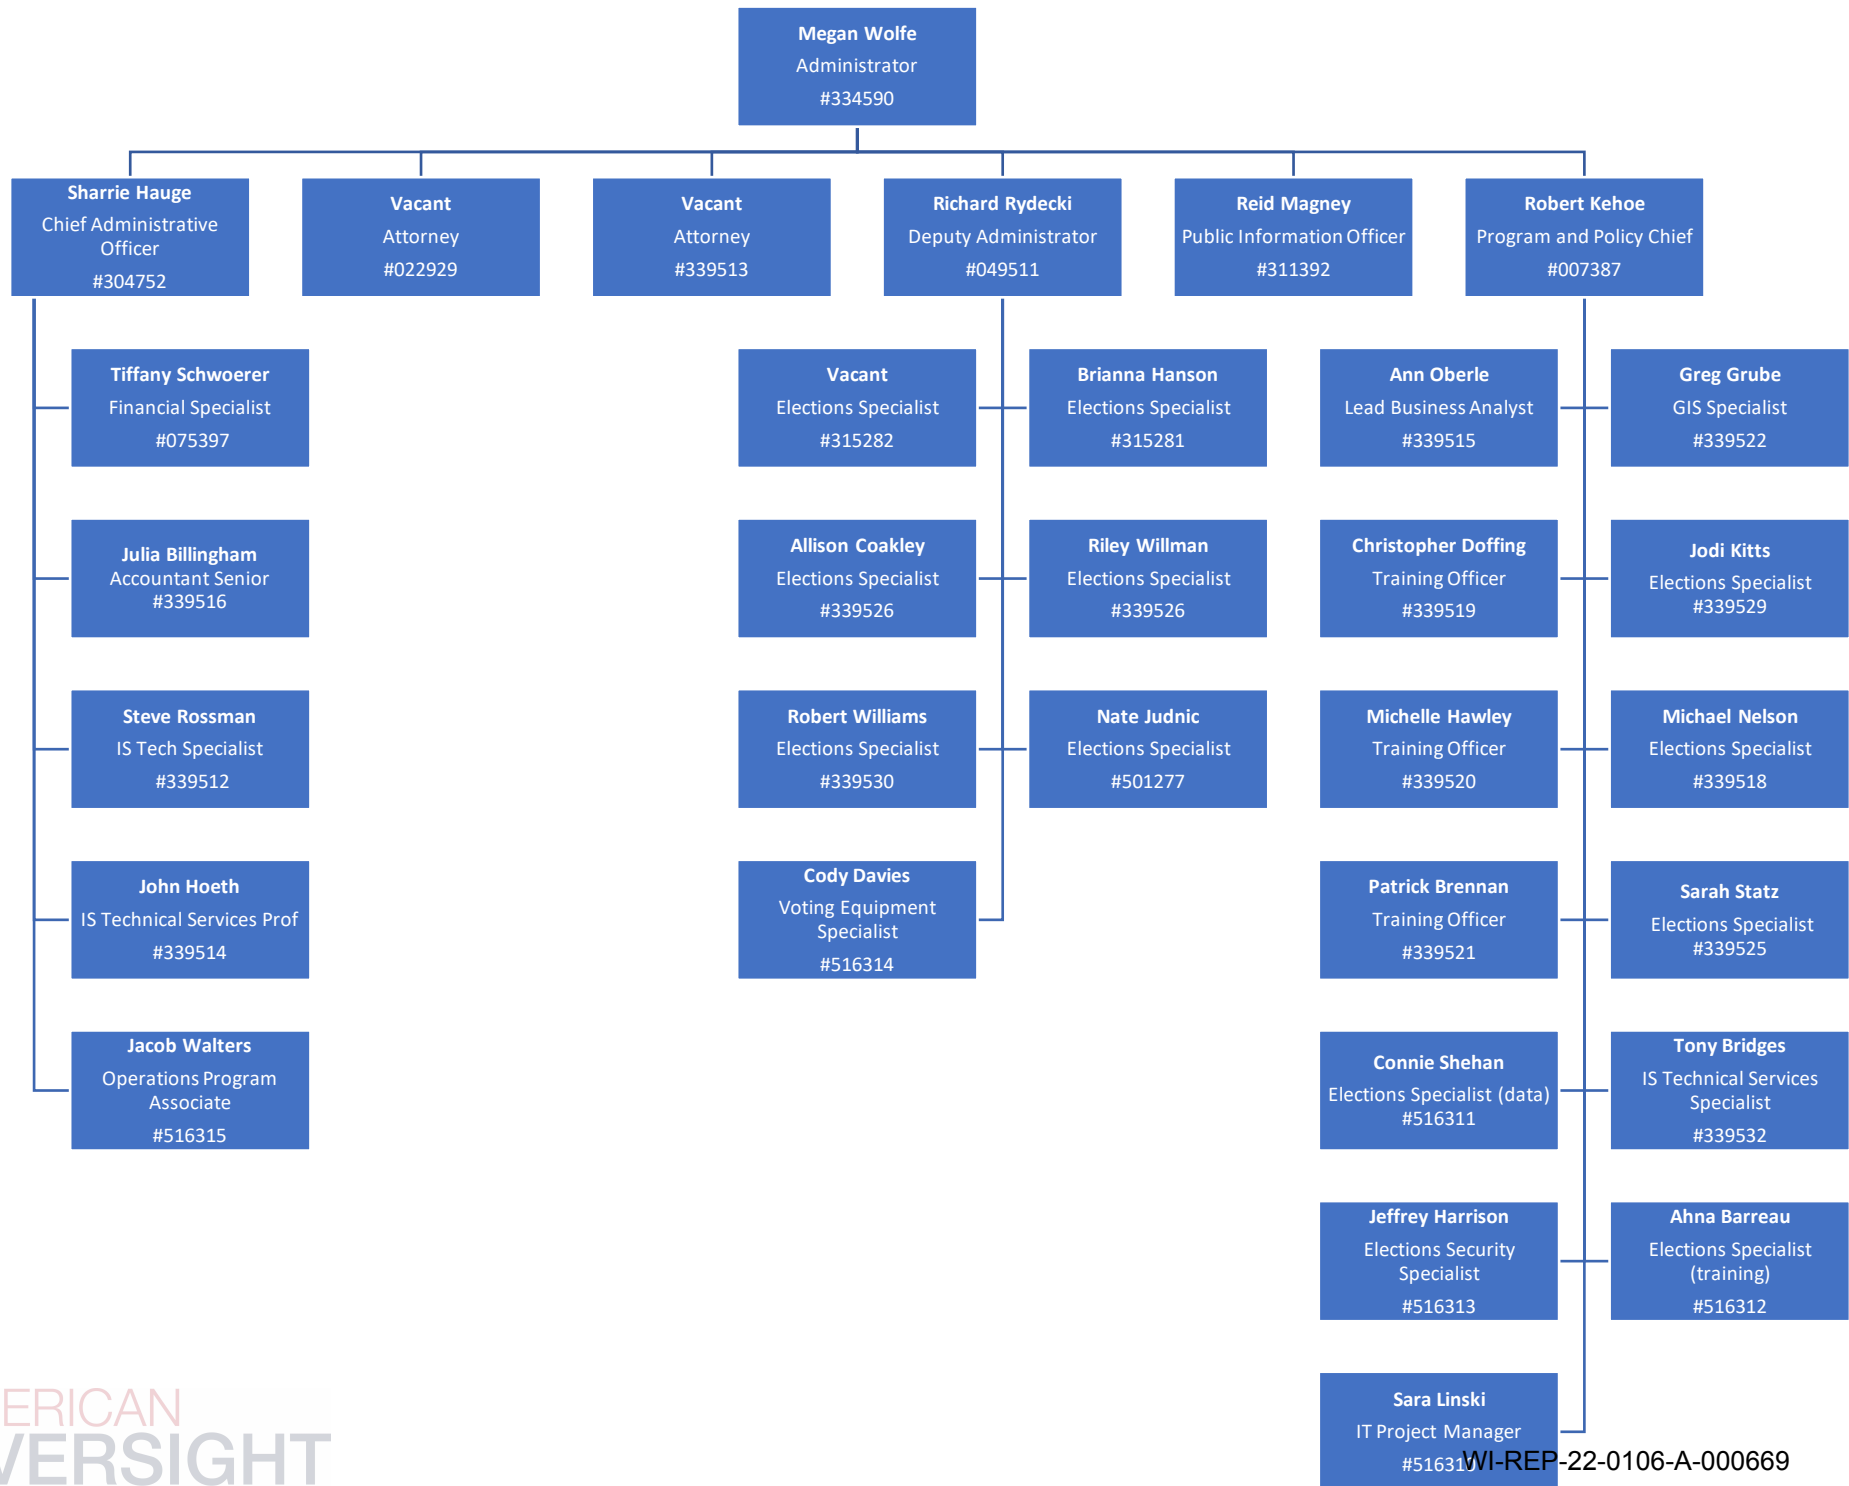 Megan Wolfe
Administrator
#334590
Sharrie Hauge
Chief Administrative
Officer
#304752
Vacant
Attorney
#022929
Vacant
Attorney
#339513
Richard Rydecki
Deputy Administrator
#049511
Reid Magney
Public Information Officer
#311392
Robert Kehoe
Program and Policy Chief
#007387
Tiffany Schwoerer
Financial Specialist
#075397
Julia Billingham
Accountant Senior
#339516
Steve Rossman
IS Tech Specialist
#339512
John Hoeth
IS Technical Services Prof
#339514
Jacob Walters
Operations Program
Associate
#516315
Vacant
Elections Specialist
#315282
Brianna Hanson
Elections Specialist
#315281
Allison Coakley
Elections Specialist
#339526
Riley Willman
Elections Specialist
#339526
Robert Williams
Elections Specialist
#339530
Nate Judnic
Elections Specialist
#501277
Cody Davies
Voting Equipment
Specialist
#516314
Ann Oberle
Lead Business Analyst
#339515
Greg Grube
GIS Specialist
#339522
Christopher Doffing
Training Officer
#339519
Jodi Kitts
Elections Specialist
#339529
Michelle Hawley
Training Officer
#339520
Michael Nelson
Elections Specialist
#339518
Patrick Brennan
Training Officer
#339521
Sarah Statz
Elections Specialist
#339525
Connie Shehan
Elections Specialist (data)
#516311
Tony Bridges
IS Technical Services
Specialist
#339532
Jeffrey Harrison
Elections Security
Specialist
#516313
Ahna Barreau
Elections Specialist
(training)
#516312
Sara Linski
IT Project Manager
#516310
WI-REP-22-0106-A-000669
ERICAN
VERSIGHT